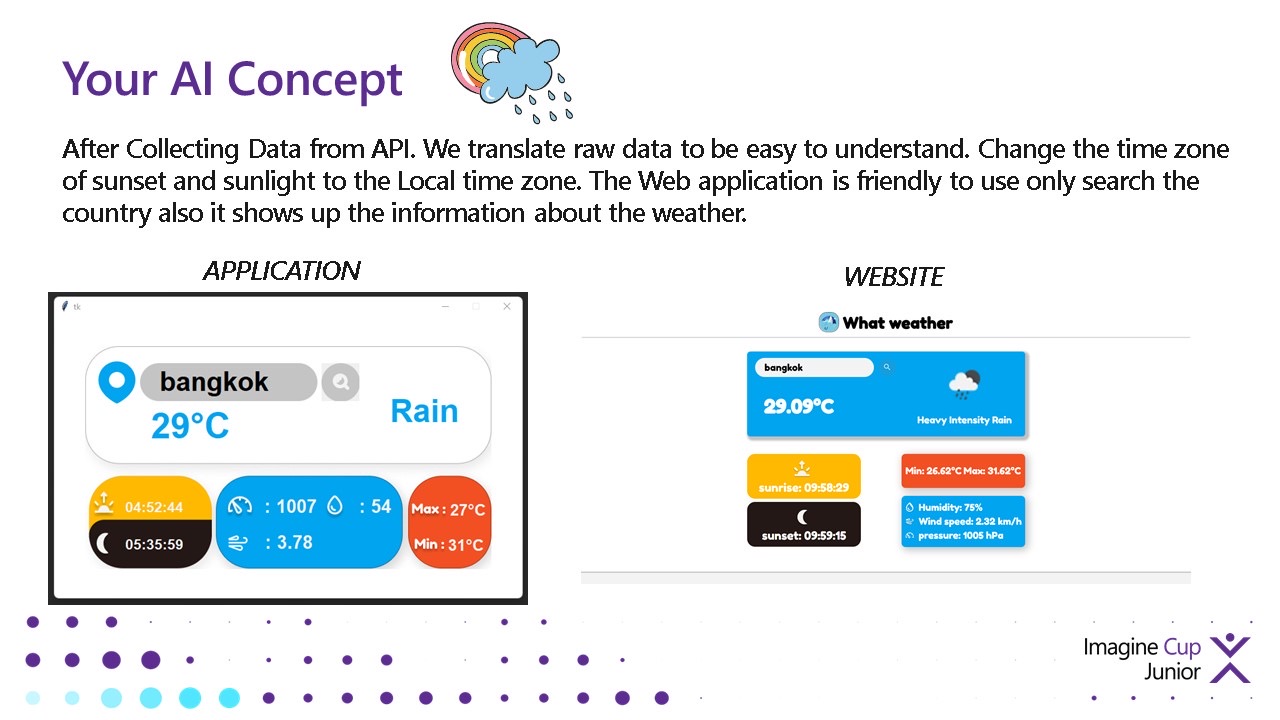 Your AI Concept
After Collecting Data from API. We translate raw data to be easy to understand. Change the time zone
of sunset and sunlight to the Local time zone. The Web application is friendly to use only search the
country also it shows up the information about the weather.
APPLICATION
tk
bangkok
29°C
Rain
04:52:44
05:35:59
: 1007
: 54
: 3.78
Max : 27°C
Min : 31°C
WEBSITE
What weather
bangkok
29.09°C
Heavy Intensity Rain
sunrise: 09:58:29
sunset: 09:59:15
Min: 26.62°C Max: 31.62°C
Humidity: 75%
Wind speed: 2.32 km/h
pressure: 1005 hPa
Imagine Cup
Junior